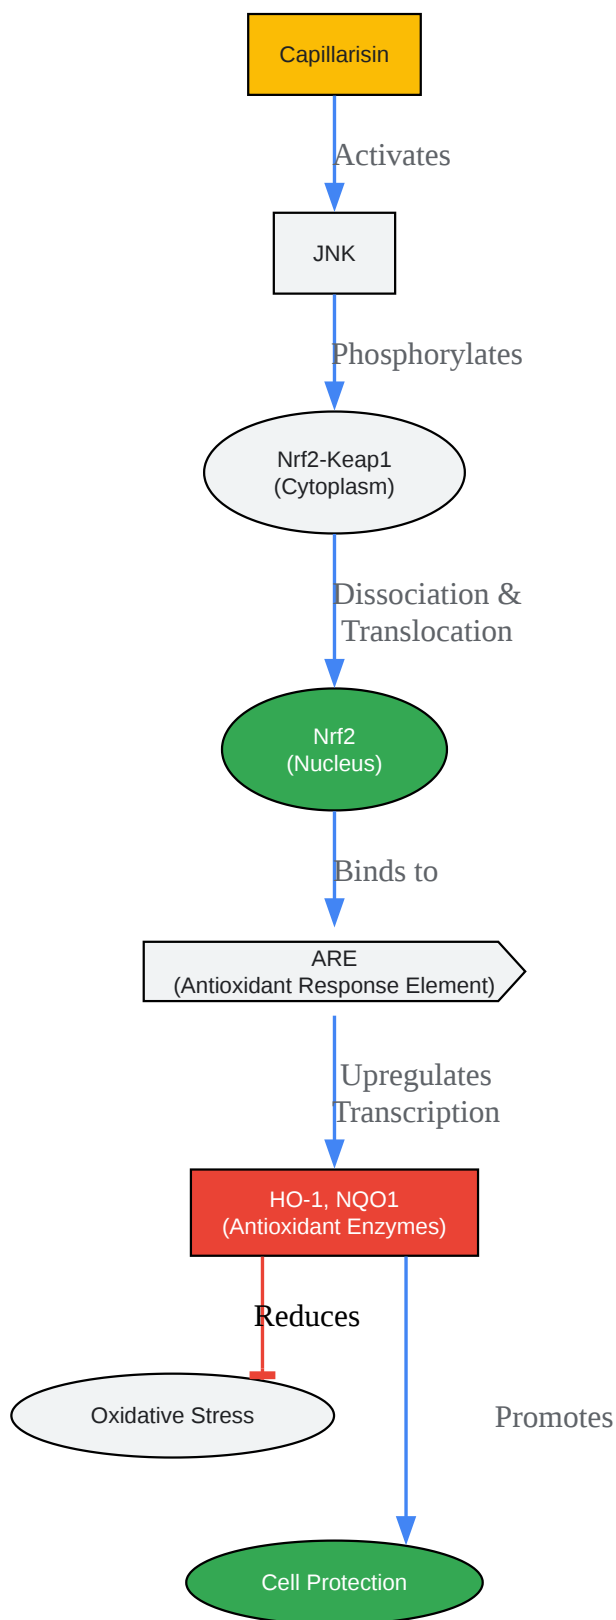 Capillarisin
Activates
JNK
Phosphorylates
Nrf2-Keap1
(Cytoplasm)
Dissociation &
Translocation
Nrf2
(Nucleus)
Binds to
ARE
(Antioxidant Response Element)
Upregulates
Transcription
HO-1, NQO1
(Antioxidant Enzymes)
Reduces
Oxidative Stress
Promotes
Cell Protection